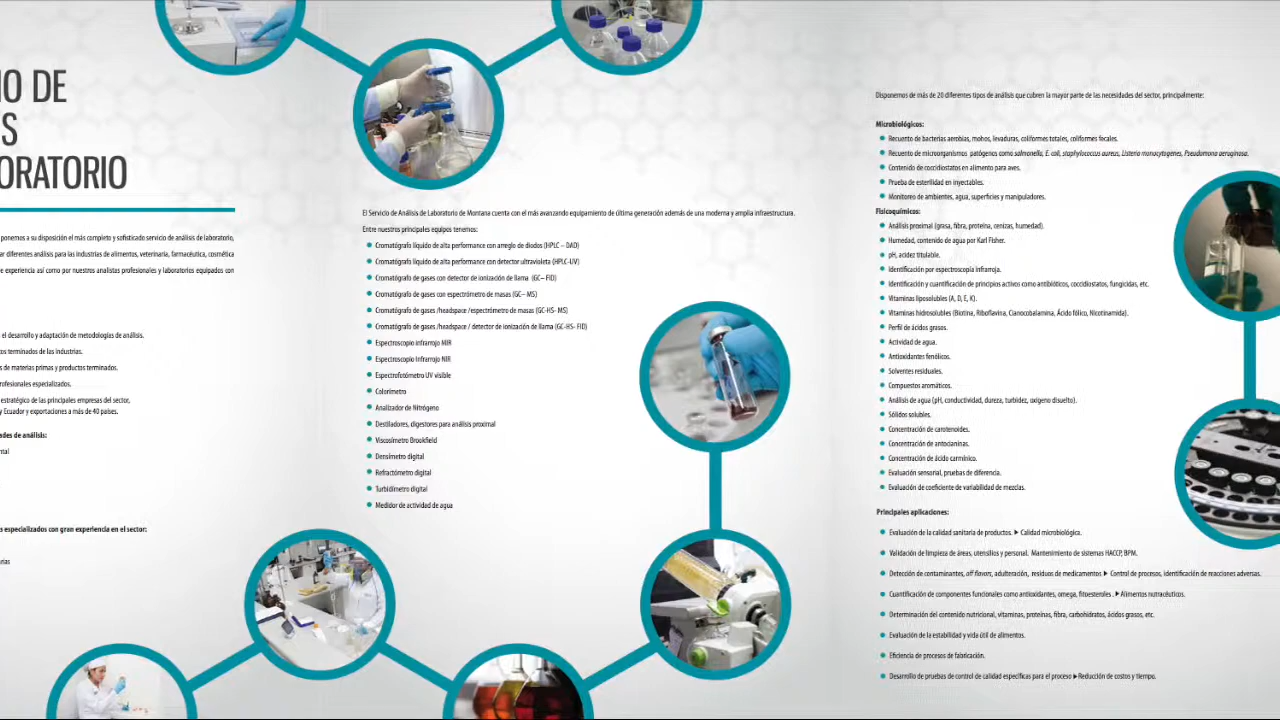 IO DE
S
ORATORIO
ponemos a su disposición el más completo y sofisticado servicio de análisis de laboratorio,
ar diferentes análisis para las industrias de alimentos, veterinaria, farmacéutica, cosmética
e experiencia así como por nuestros analistas profesionales y laboratorios equipados con
el desarrollo y adaptación de metodologías de análisis.
tos terminados de las industrias.
s de materias primas y productos terminados.
rofesionales especializados.
estratégico de las principales empresas del sector,
y Ecuador y exportaciones a más de 40 países.
ades de análisis:
ntal
s especializados con gran experiencia en el sector:
arias
El Servicio de Análisis de Laboratorio de Montana cuenta con el más avanzando equipamiento de última generación además de una moderna y amplia infraestructura.
Entre nuestros principales equipos tenemos:
Cromatógrafo líquido de alta performance con arreglo de diodos (HPLC – DAD)
Cromatógrafo líquido de alta performance con detector ultravioleta (HPLC-UV)
Cromatógrafo de gases con detector de ionización de llama (GC– FID)
Cromatógrafo de gases con espectrómetro de masas (GC– MS)
Cromatógrafo de gases /headspace /espectrómetro de masas (GC-HS- MS)
Cromatógrafo de gases /headspace / detector de ionización de llama (GC-HS- FID)
Espectroscopio infrarrojo MIR
Espectroscopio Infrarrojo NIR
Espectrofotómetro UV visible
Colorímetro
Analizador de Nitrógeno
Destiladores, digestores para análisis proximal
Viscosímetro Brookfield
Densímetro digital
Refractómetro digital
Turbidímetro digital
Medidor de actividad de agua
Disponemos de más de 20 diferentes tipos de análisis que cubren la mayor parte de las necesidades del sector, principalmente:
Microbiológicos:
Recuento de bacterias aerobias, mohos, levaduras, coliformes totales, coliformes fecales.
Recuento de microorganismos patógenos como salmonella, E. coli, staphylococcus aureus, Listeria monocytogenes, Pseudomona aeruginosa.
Contenido de coccidiostatos en alimento para aves.
Prueba de esterilidad en injectables.
Monitoreo de ambientes, agua, superficies y manipuladores.
Fisicoquímicos:
Análisis proximal (grasa, fibra, proteína, cenizas, humedad).
Humedad, contenido de agua por Karl Fisher.
pH, acidez titulable.
Identificación por espectroscopía infrarroja.
Identificación y cuantificación de principios activos como antibióticos, coccidiostatos, fungicidas, etc.
Vitaminas liposolubles (A, D, E, K).
Vitaminas hidrosolubles (Biotina, Riboflavina, Cianocobalamina, Ácido fólico, Nicotinamida).
Perfil de ácidos grasos.
Actividad de agua.
Antioxidantes fenólicos.
Solventes residuales.
Compuestos aromáticos.
Análisis de agua (pH, conductividad, dureza, turbidez, oxígeno disuelto).
Sólidos solubles.
Concentración de carotenoides.
Concentración de antocianinas.
Concentración de ácido carmínico.
Evaluación sensorial, pruebas de diferencia.
Evaluación de coeficiente de variabilidad de mezclas.
Principales aplicaciones:
Evaluación de la calidad sanitaria de productos. ▶ Calidad microbiológica.
Validación de limpieza de áreas, utensilios y personal. Mantenimiento de sistemas HACCP, BPM.
Detección de contaminantes, off flavors, adulteración, residuos de medicamentos ▶ Control de procesos, identificación de reacciones adversas.
Cuantificación de componentes funcionales como antioxidantes, omega, fitoesteroles . ▶ Alimentos nutracéuticos.
Determinación del contenido nutricional, vitaminas, proteínas, fibra, carbohidratos, ácidos grasos, etc.
Evaluación de la estabilidad y vida útil de alimentos.
Eficiencia de procesos de fabricación.
Desarrollo de pruebas de control de calidad específicas para el proceso ▶ Reducción de costos y tiempo.